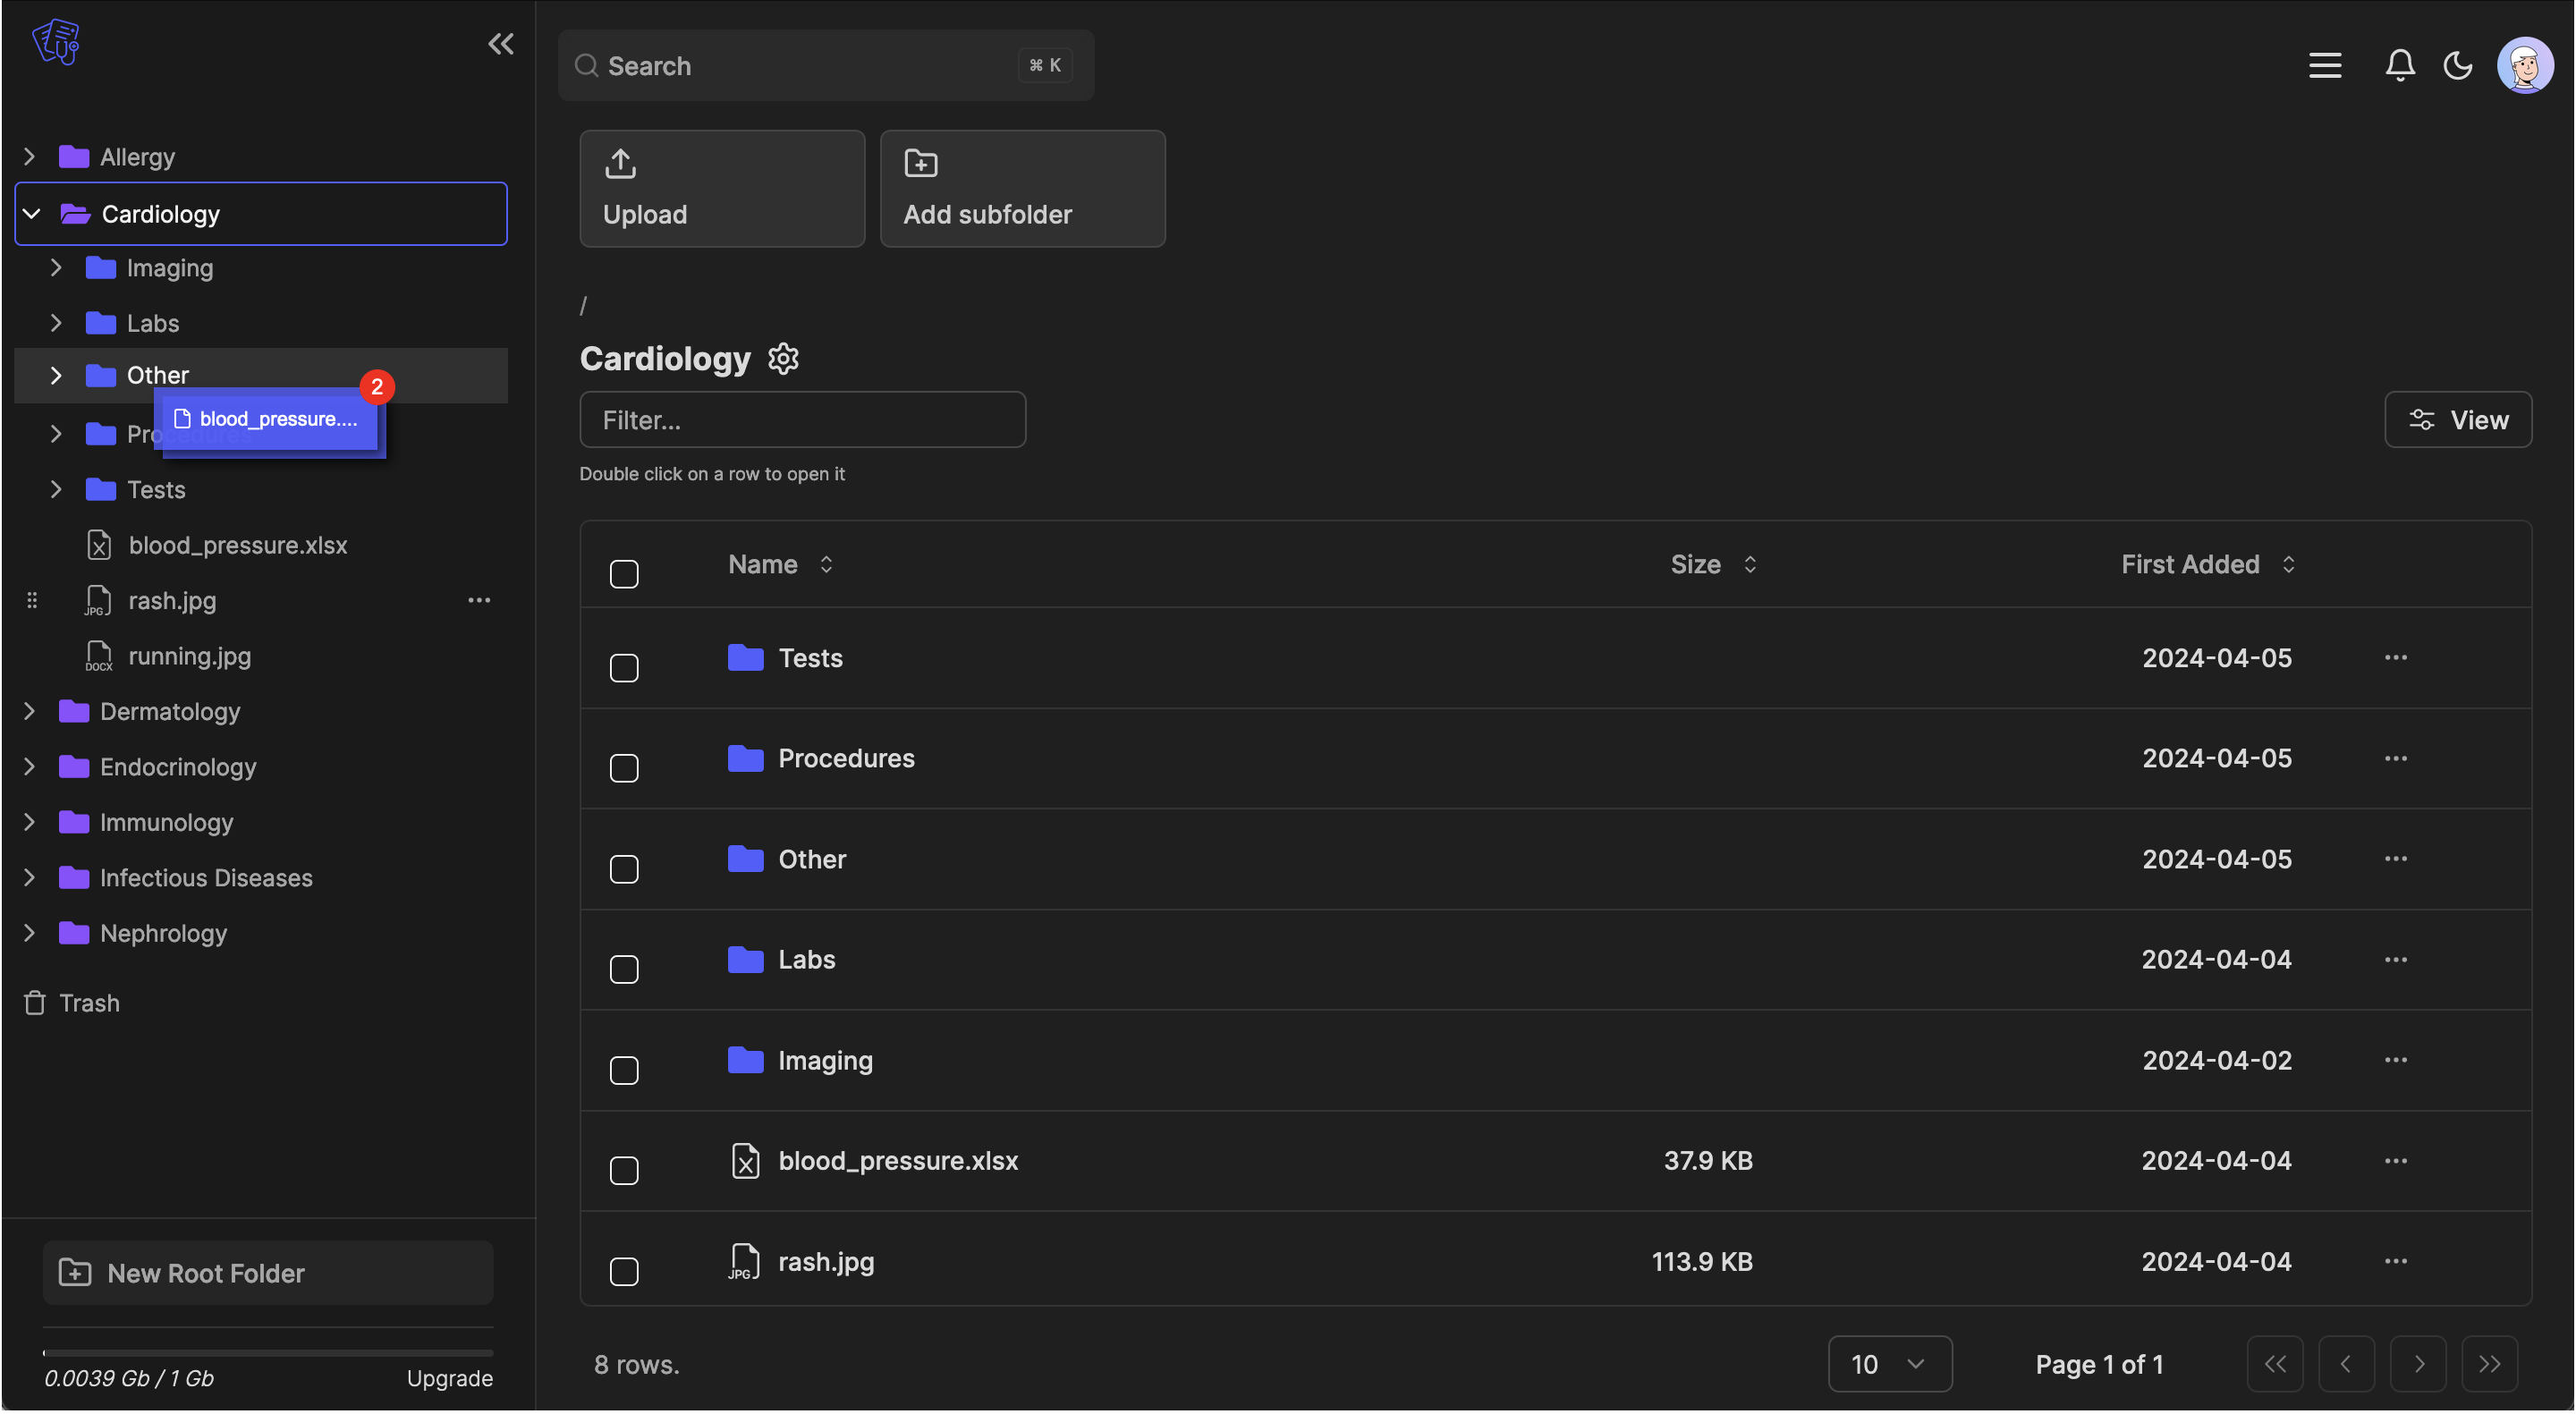 Search
⌘ K
Allergy
Cardiology
Imaging
Labs
Other
2
blood_pressure....
Procedures
Tests
blood_pressure.xlsx
JPG rash.jpg
DOCX running.jpg
Dermatology
Endocrinology
Immunology
Infectious Diseases
Nephrology
Trash
New Root Folder
0.0039 Gb / 1 Gb
Upgrade
Upload
Add subfolder
/
Cardiology
Filter...
View
Double click on a row to open it
Name Size First Added
Tests 2024-04-05
Procedures 2024-04-05
Other 2024-04-05
Labs 2024-04-04
Imaging 2024-04-02
blood_pressure.xlsx 37.9 KB 2024-04-04
JPG rash.jpg 113.9 KB 2024-04-04
8 rows.
10
Page 1 of 1